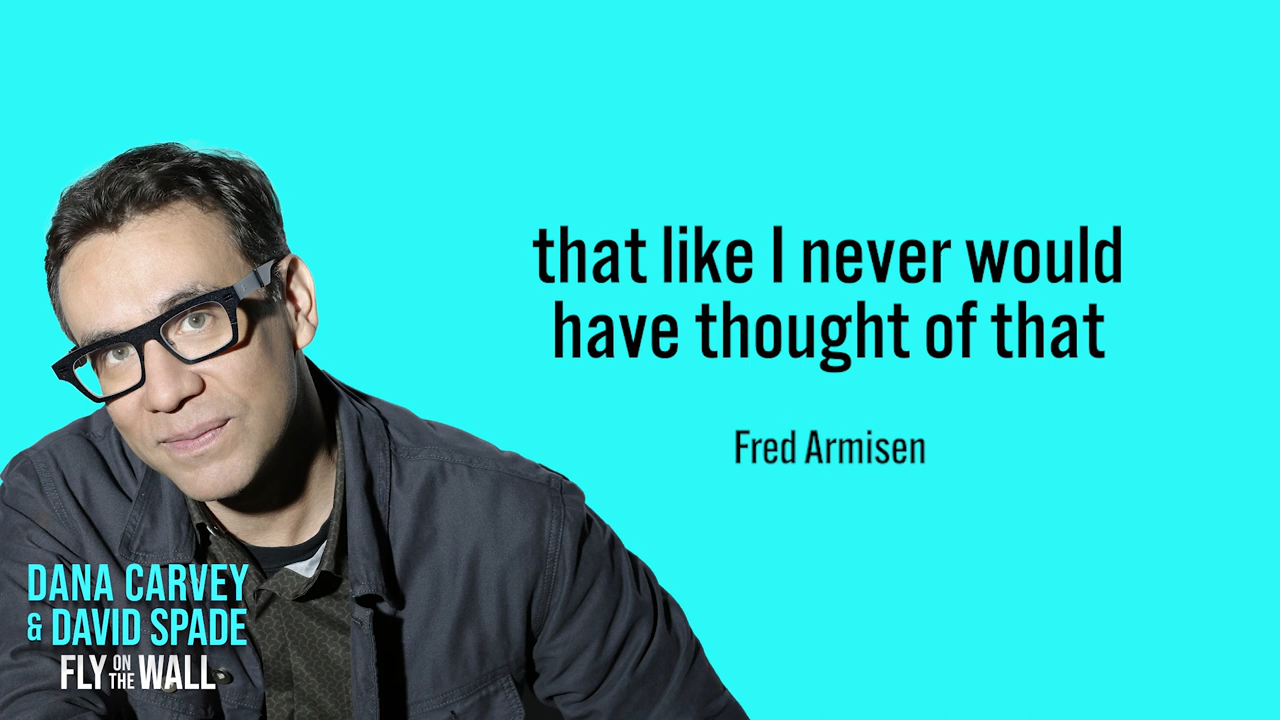 that like I never would
have thought of that
Fred Armisen
DANA CARVEY
& DAVID SPADE
FLY ON THE WALL